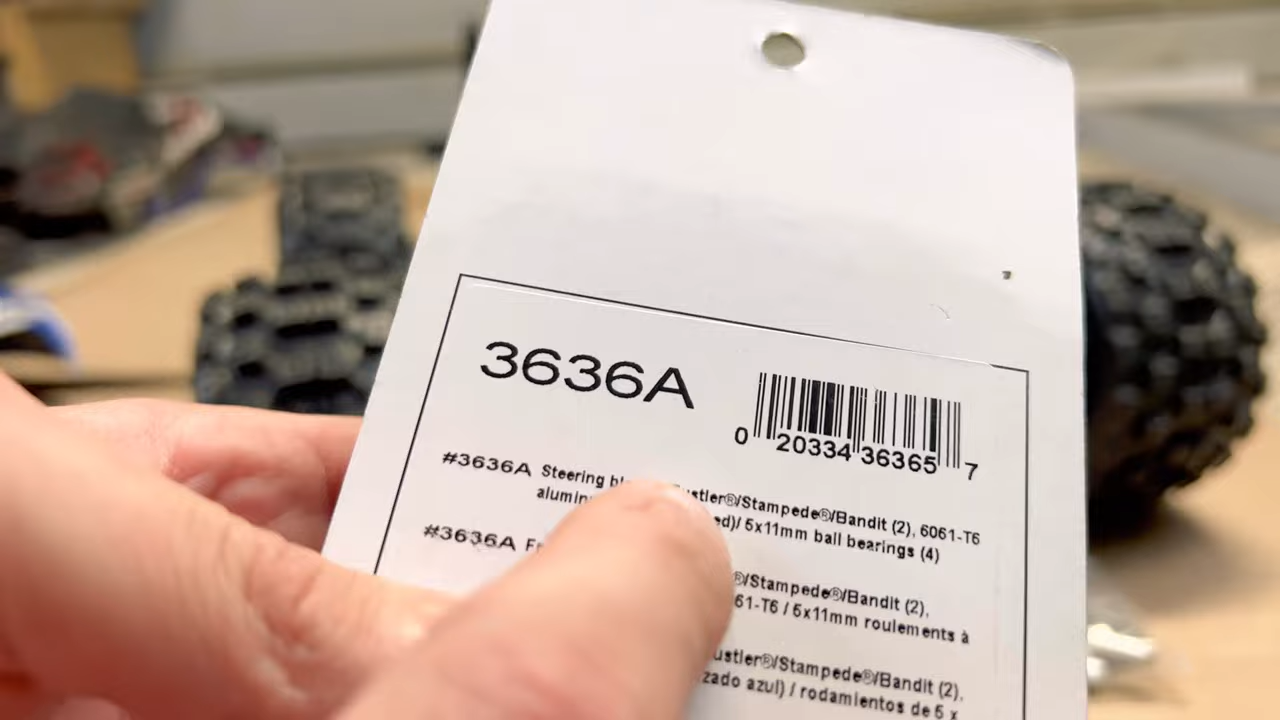 3636A
0 20334 36365 7
#3636A Steering bl ustler®/Stampede®/Bandit (2), 6061-T6
alumin ed)/ 5x11mm ball bearings (4)
#3636A F
®/Stampede®/Bandit (2),
61-T6 / 5x11mm roulements à
ustler®/Stampede®/Bandit (2),
zado azul) / rodamientos de 5 x